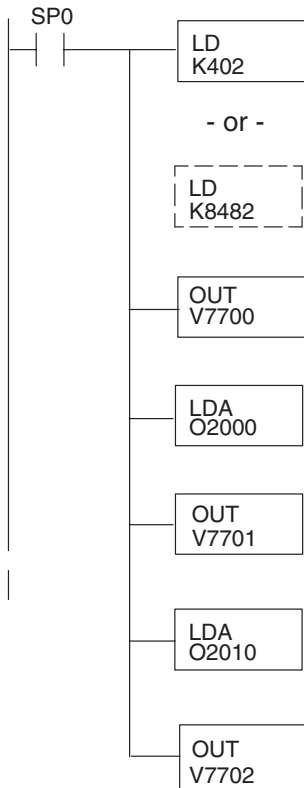 SP0
LD
K402
- or -
LD
K8482
OUT
V7700
LDA
O2000
OUT
V7701
LDA
O2010
OUT
V7702